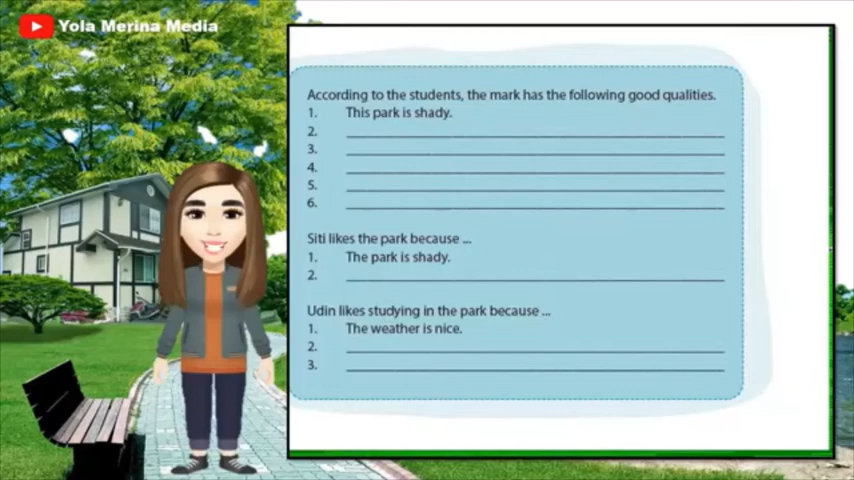 Yola Merina Media
According to the students, the mark has the following good qualities.
1. This park is shady.
2.
3.
4.
5.
6.
Siti likes the park because ...
1. The park is shady.
2.
Udin likes studying in the park because ...
1. The weather is nice.
2.
3.